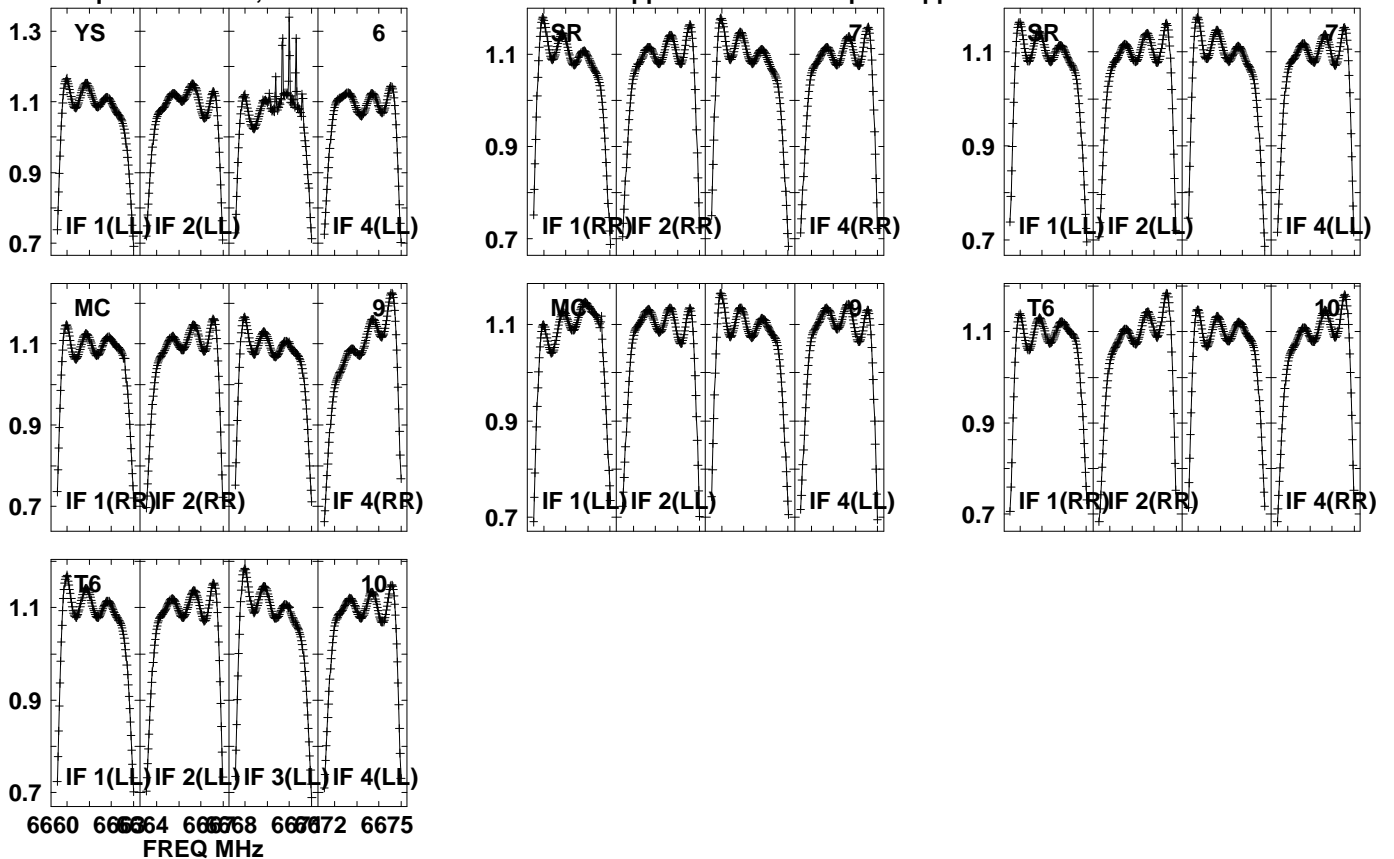 YS 6
1.3
1.1
0.9
0.7
IF 1(LL) IF 2(LL) IF 4(LL)
SR 7
1.1
0.9
0.7
IF 1(RR) IF 2(RR) IF 4(RR)
SR 7
1.1
0.9
0.7
IF 1(LL) IF 2(LL) IF 4(LL)
MC 9
1.1
0.9
0.7
IF 1(RR) IF 2(RR) IF 4(RR)
MC 9
1.1
0.9
0.7
IF 1(LL) IF 2(LL) IF 4(LL)
T6 10
1.1
0.9
0.7
IF 1(RR) IF 2(RR) IF 4(RR)
T6 10
1.1
0.9
0.7
IF 1(LL) IF 2(LL) IF 3(LL) IF 4(LL)
6660 6663 6664 6667 6668 6671 6672 6675
FREQ MHz